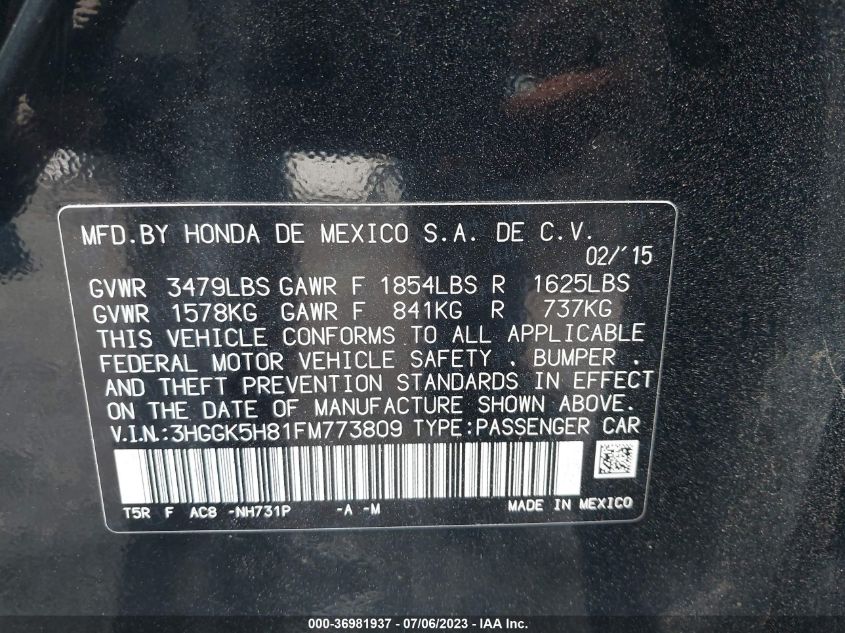 MFD.BY HONDA DE MEXICO S.A. DE C.V.
02/'15
GVWR 3479LBS GAWR F 1854LBS R 1625LBS
GVWR 1578KG GAWR F 841KG R 737KG
THIS VEHICLE CONFORMS TO ALL APPLICABLE
FEDERAL MOTOR VEHICLE SAFETY , BUMPER ,
AND THEFT PREVENTION STANDARDS IN EFFECT
ON THE DATE OF MANUFACTURE SHOWN ABOVE.
V.I.N.:3HGGK5H81FM773809 TYPE:PASSENGER CAR
T5R F AC8 -NH731P -A -M MADE IN MEXICO
000-36981937 - 07/06/2023 - IAA Inc.